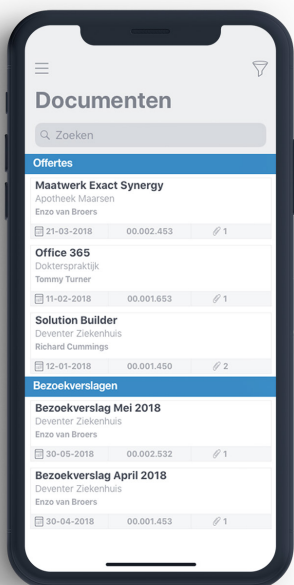 Documenten
Zoeken
Offertes
Maatwerk Exact Synergy
Apotheek Maarsen
Enzo van Broers
21-03-2018 00.002.453 1
Office 365
Dokterspraktijk
Tommy Turner
11-02-2018 00.001.653 1
Solution Builder
Deventer Ziekenhuis
Richard Cummings
12-01-2018 00.001.450 2
Bezoekverslagen
Bezoekverslag Mei 2018
Deventer Ziekenhuis
Enzo van Broers
30-05-2018 00.002.532 1
Bezoekverslag April 2018
Deventer Ziekenhuis
Enzo van Broers
30-04-2018 00.001.453 1